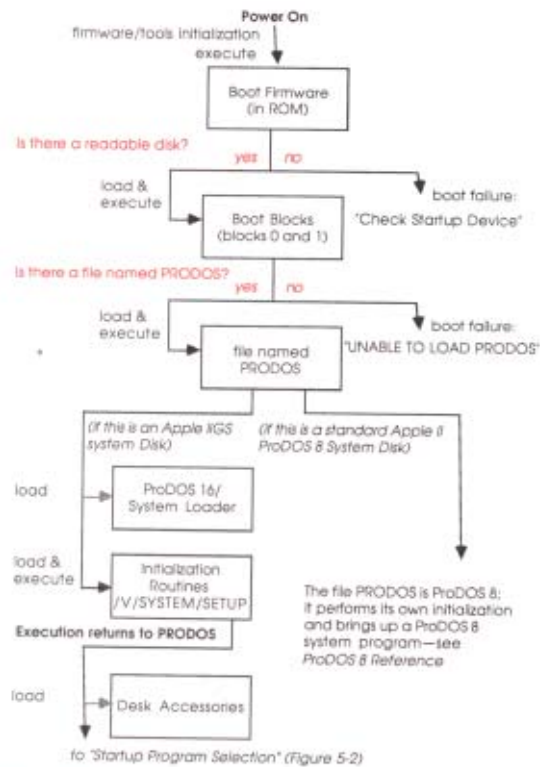 Power On
firmware/tools initialization
execute
Boot Firmware
(in ROM)
Is there a readable disk?
yes no
load &
execute
boot failure:
"Check Startup Device"
Boot Blocks
(blocks 0 and 1)
Is there a file named PRODOS?
yes no
load &
execute
boot failure:
"UNABLE TO LOAD PRODOS"
file named
PRODOS
(if this is an Apple IIGS
system Disk)
(if this is a standard Apple II
ProDOS 8 System Disk)
load
ProDOS 16/
System Loader
load &
execute
Initialization
Routines
/V/SYSTEM/SETUP
The file PRODOS is ProDOS 8;
it performs its own initialization
and brings up a ProDOS 8
system program—see
ProDOS 8 Reference
Execution returns to PRODOS
load
Desk Accessories
to "Startup Program Selection" (Figure 5-2)